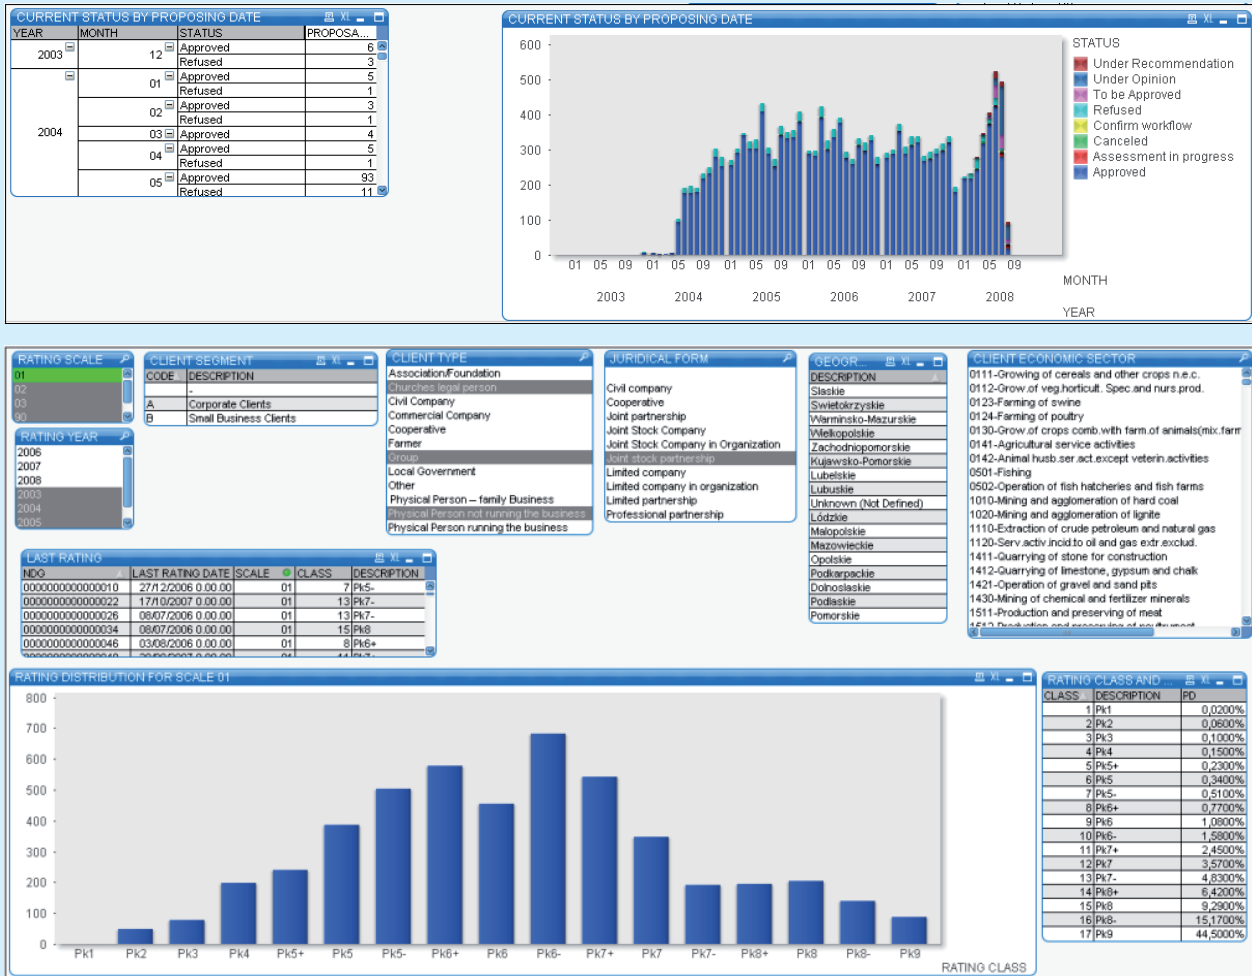 CURRENT STATUS BY PROPOSING DATE XL
YEAR MONTH STATUS PROPOSA...
2003 12 Approved 6
Refused 3
2004 01 Approved 5
Refused 1
02 Approved 3
Refused 1
03 Approved 4
04 Approved 5
Refused 1
05 Approved 93
Refused 11
CURRENT STATUS BY PROPOSING DATE XL
600
500
400
300
200
100
0
01 05 09 01 05 09 01 05 09 01 05 09 01 05 09 01 05 09
MONTH
2003 2004 2005 2006 2007 2008
YEAR
STATUS
Under Recommendation
Under Opinion
To be Approved
Refused
Confirm workflow
Canceled
Assessment in progress
Approved
RATING SCALE
01
02
03
90
RATING YEAR
2006
2007
2008
2003
2004
2005
CLIENT SEGMENT XL
CODE DESCRIPTION
-
A Corporate Clients
B Small Business Clients
CLIENT TYPE
Association/Foundation
Churches legal person
Civil Company
Commercial Company
Cooperative
Farmer
Group
Local Government
Other
Physical Person – family Business
Physical Person not running the business
Physical Person running the business
JURIDICAL FORM
Civil company
Cooperative
Joint partnership
Joint Stock Company
Joint Stock Company in Organization
Joint stock partnership
Limited company
Limited company in organization
Limited partnership
Professional partnership
GEOGR... XL
DESCRIPTION
Slaskie
Swietokrzyskie
Warminsko-Mazurskie
Wielkopolskie
Zachodniopomorskie
Kujawsko-Pomorskie
Lubelskie
Lubuskie
Unknown (Not Defined)
Lódzkie
Malopolskie
Mazowieckie
Opolskie
Podkarpackie
Dolnoslaskie
Podlaskie
Pomorskie
CLIENT ECONOMIC SECTOR
0111-Growing of cereals and other crops n.e.c.
0112-Grow.of veg.horticult. Spec.and nurs.prod.
0123-Farming of swine
0124-Farming of poultry
0130-Grow.of crops comb.with farm.of animals(mix.farm
0141-Agricultural service activities
0142-Animal husb.ser.act.except veterin.activities
0501-Fishing
0502-Operation of fish hatcheries and fish farms
1010-Mining and agglomeration of hard coal
1020-Mining and agglomeration of lignite
1110-Extraction of crude petroleum and natural gas
1120-Serv.activ.incid.to oil and gas extr.exclud.
1411-Quarrying of stone for construction
1412-Quarrying of limestone, gypsum and chalk
1421-Operation of gravel and sand pits
1430-Mining of chemical and fertilizer minerals
1511-Production and preserving of meat
LAST RATING XL
NDG LAST RATING DATE SCALE CLASS DESCRIPTION
0000000000000010 27/12/2006 0.00.00 01 7 Pk5-
0000000000000022 17/10/2007 0.00.00 01 13 Pk7-
0000000000000026 08/07/2006 0.00.00 01 13 Pk7-
0000000000000034 08/07/2006 0.00.00 01 15 Pk8
0000000000000046 03/08/2006 0.00.00 01 8 Pk6+
RATING DISTRIBUTION FOR SCALE 01 XL
800
700
600
500
400
300
200
100
0
Pk1 Pk2 Pk3 Pk4 Pk5+ Pk5 Pk5- Pk6+ Pk6 Pk6- Pk7+ Pk7 Pk7- Pk8+ Pk8 Pk8- Pk9
RATING CLASS
RATING CLASS AND ... XL
CLASS DESCRIPTION PD
1 Pk1 0,0200%
2 Pk2 0,0600%
3 Pk3 0,1000%
4 Pk4 0,1500%
5 Pk5+ 0,2300%
6 Pk5 0,3400%
7 Pk5- 0,5100%
8 Pk6+ 0,7700%
9 Pk6 1,0800%
10 Pk6- 1,5800%
11 Pk7+ 2,4500%
12 Pk7 3,5700%
13 Pk7- 4,8300%
14 Pk8+ 6,4200%
15 Pk8 9,2900%
16 Pk8- 15,1700%
17 Pk9 44,5000%